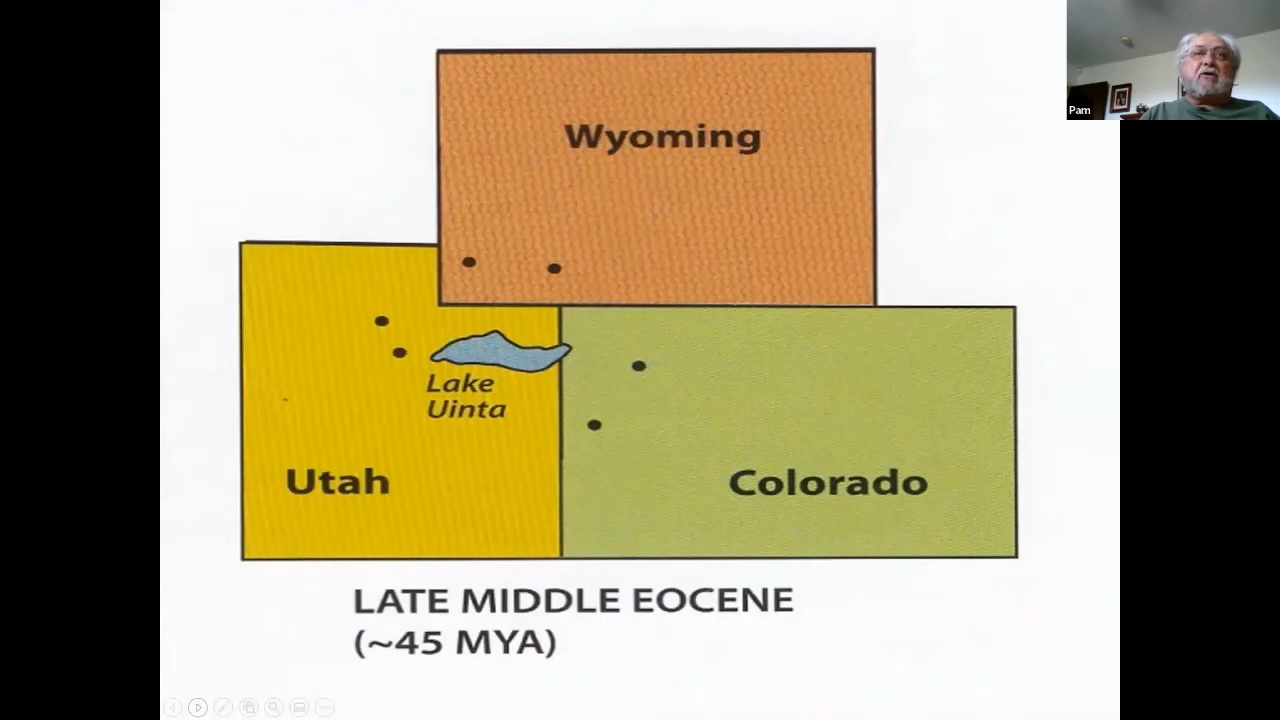 Pam
Wyoming
Lake
Uinta
Utah
Colorado
LATE MIDDLE EOCENE
(~45 MYA)